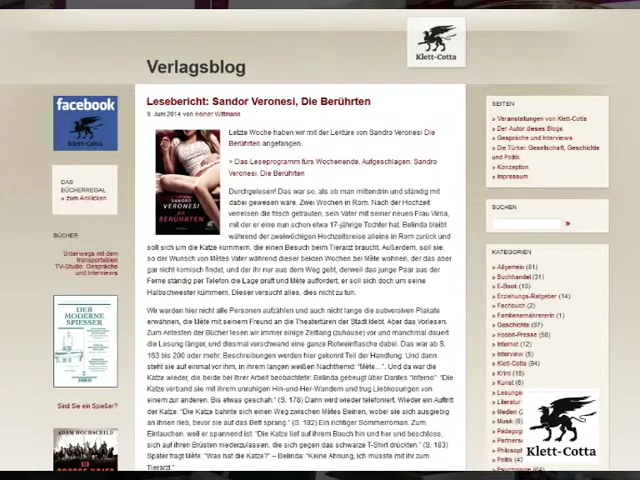 Klett-Cotta
Verlagsblog
facebook
Klett-Cotta
DAS
BÜCHERREGAL
» zum Anklicken
BÜCHER
Unterwegs mit dem
transportablen
TV-Studio: Gespräche
und Interviews
DER
MODERNE
SPIESSER
Sind Sie ein Spießer?
ADAM HOCHSCHILD
Lesebericht: Sandor Veronesi, Die Berührten
9. Juni 2014 von Heiner Wittmann
SANDRO
VERONESI
DIE
BERÜHRTEN
Letzte Woche haben wir mit der Lektüre von Sandro Veronesi Die
Berührten angefangen.
> Das Leseprogramm fürs Wochenende. Aufgeschlagen: Sandro
Veronesi, Die Berührten
Durchgelesen! Das war so, als ob man mittendrin und ständig mit
dabei gewesen wäre. Zwei Wochen in Rom. Nach der Hochzeit
verreisen die frisch getrauten, sein Vater mit seiner neuen Frau Virna,
mit der er eine nun schon etwa 17-jährige Tochter hat. Belinda bleibt
während der zweiwöchigen Hochzeitsreise alleine in Rom zurück und
soll sich um die Katze kümmern, die einen Besuch beim Tierarzt braucht. Außerdem, soll sie,
so der Wunsch von Mètes Vater während dieser beiden Wochen bei Mète wohnen, der das aber
gar nicht komisch findet, und der ihr nur aus dem Weg geht, derweil das junge Paar aus der
Ferne ständig per Telefon die Lage prüft und Mète auffordert, er soll sich doch um seine
Halbschwester kümmern. Dieser versucht alles, dies nicht zu tun.
Wir werden hier nicht alle Personen aufzählen und auch nicht lange die subversiven Plakate
erwähnen, die Mète mit seinem Freund an die Theatertüren der Stadt klebt. Aber das Vorlesen.
Zum Antesten der Bücher lesen wir immer einige Zeitlang (zuhause) vor und manchmal dauert
die Lesung länger, und diesmal verschwand eine ganze Rotweinflasche dabei. Das war ab S.
163 bis 200 oder mehr. Beschreibungen werden hier gekonnt Teil der Handlung. Und dann
steht sie auf einmal vor ihm, in ihrem langen weißen Nachthemd: "Mète...". Und da war die
Katze wieder, die beide bei ihrer Arbeit beobachtete: Belinda gebeugt über Dantes "Inferno": "Die
Katze verband sie mit ihrem unruhigen Hin-und-Her-Wandern und trug Liebkosungen von
einem zu anderen. Bis etwas geschah." (S. 178) Dann wird wieder telefoniert. Wieder ein Auftritt
der Katze: "Die Katze bahnte sich einen Weg zwischen Mètes Beinen, wobei sie sich ausgiebig
an ihnen rieb, bevor sie auf das Bett sprang." (S. 182) Ein richtiger Sommerroman. Zum
Eintauchen, weil er spannend ist: "Die Katze lief auf ihrem Bauch hin und her und beschloss,
sich auf ihren Brüsten niederzulassen, die sich gegen das schwarze T-Shirt drückten." (S. 183)
Später fragt Mète: "Was hat die Katze?" – Belinda: "Keine Ahnung, ich müsste mit ihr zum
Tierarzt."
SEITEN
» Veranstaltungen von Klett-Cotta
» Der Autor dieses Blogs
» Gespräche und Interviews
» Die Türkei: Gesellschaft, Geschichte
und Politik
» Konzeption
» Impressum
SUCHEN
»
KATEGORIEN
» Allgemein (81)
» Buchhandel (31)
» E-Book (10)
» Erziehungs-Ratgeber (14)
» Fachbuch (2)
» Familienernährerin (1)
» Geschichte (97)
» Hobbit-Presse (58)
» Internet (12)
» Interview (5)
» Klett-Cotta (94)
» Krimi (18)
» Kunst (6)
» Lesungen
» Literatur
» Medien
» Musik
» Politik
» Psychologie (64)
Klett-Cotta